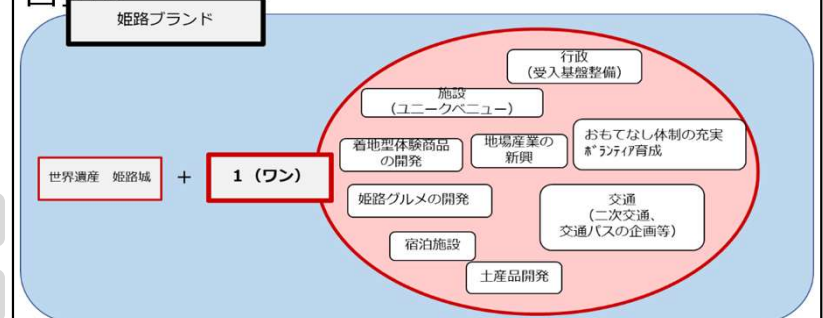 姫路ブランド
行政
（受入基盤整備）
施設
（ユニークベニュー）
着地型体験商品
の開発
地場産業の
新興
おもてなし体制の充実
ﾎﾞﾗﾝﾃｨｱ育成
世界遺産　姫路城
+
1（ワン）
姫路グルメの開発
交通
（二次交通、
交通パスの企画等）
宿泊施設
土産品開発